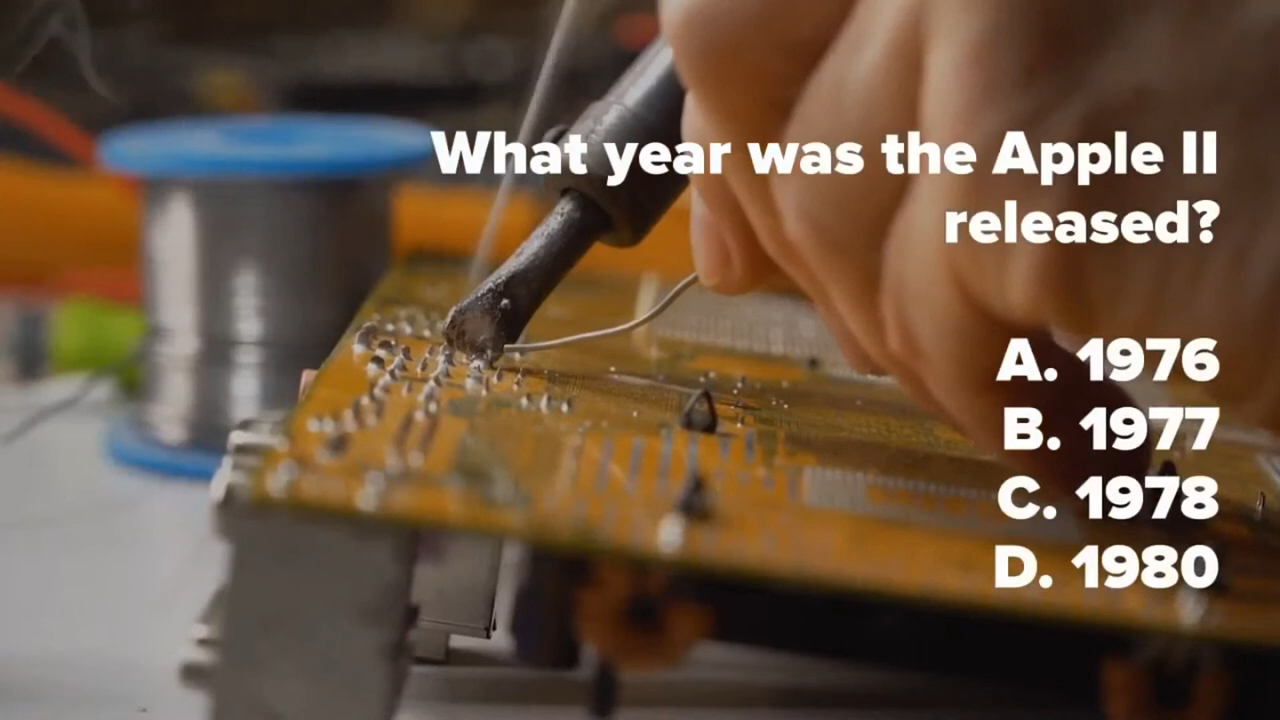 What year was the Apple II
released?
A. 1976
B. 1977
C. 1978
D. 1980